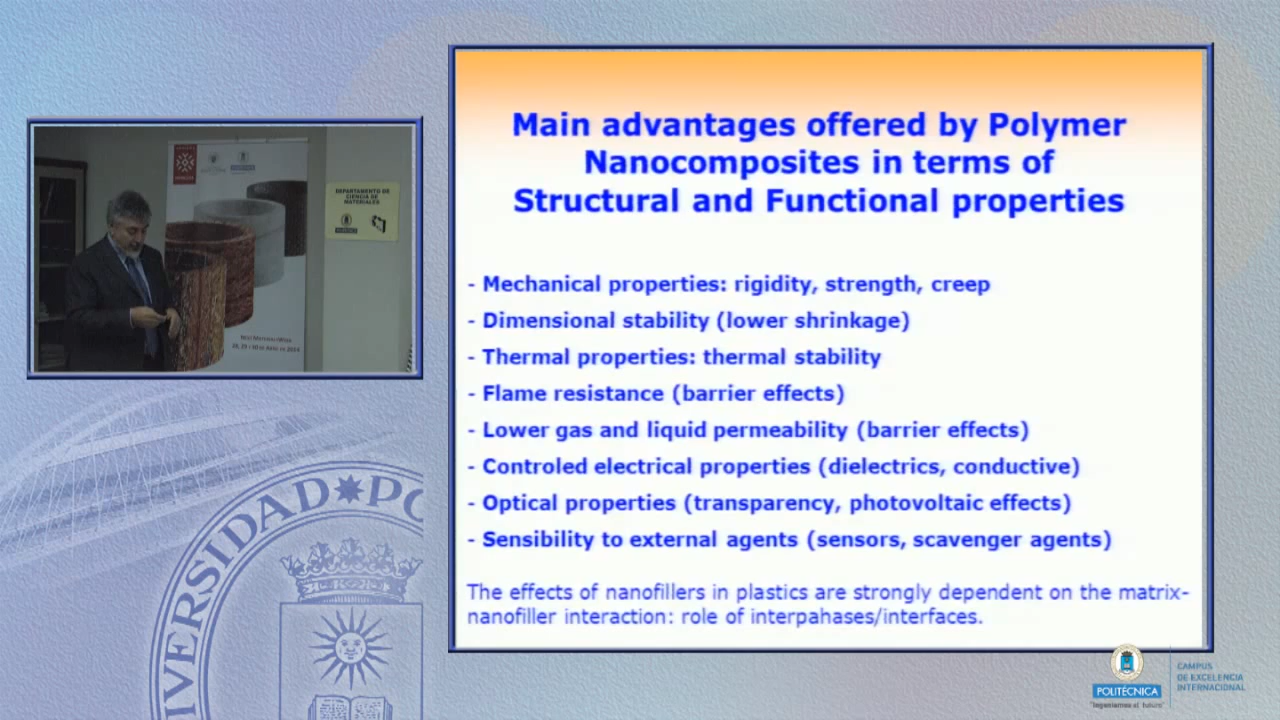 Main advantages offered by Polymer
Nanocomposites in terms of
Structural and Functional properties
- Mechanical properties: rigidity, strength, creep
- Dimensional stability (lower shrinkage)
- Thermal properties: thermal stability
- Flame resistance (barrier effects)
- Lower gas and liquid permeability (barrier effects)
- Controled electrical properties (dielectrics, conductive)
- Optical properties (transparency, photovoltaic effects)
- Sensibility to external agents (sensors, scavenger agents)
The effects of nanofillers in plastics are strongly dependent on the matrix-
nanofiller interaction: role of interpahases/interfaces.
DEPARTAMENTO DE
CIENCIA DE
MATERIALES
UNIVERSIDAD PO
POLITÉCNICA
"Ingeniamos el futuro"
CAMPUS
DE EXCELENCIA
INTERNACIONAL